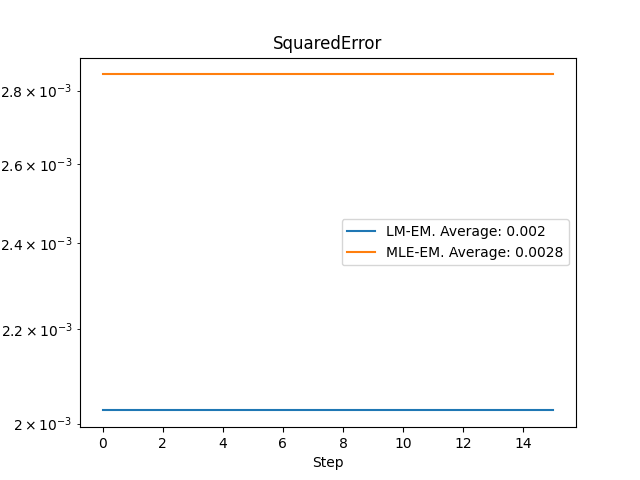 SquaredError
2.8 × 10⁻³
2.6 × 10⁻³
2.4 × 10⁻³
2.2 × 10⁻³
2 × 10⁻³
LM-EM. Average: 0.002
MLE-EM. Average: 0.0028
0 2 4 6 8 10 12 14
Step